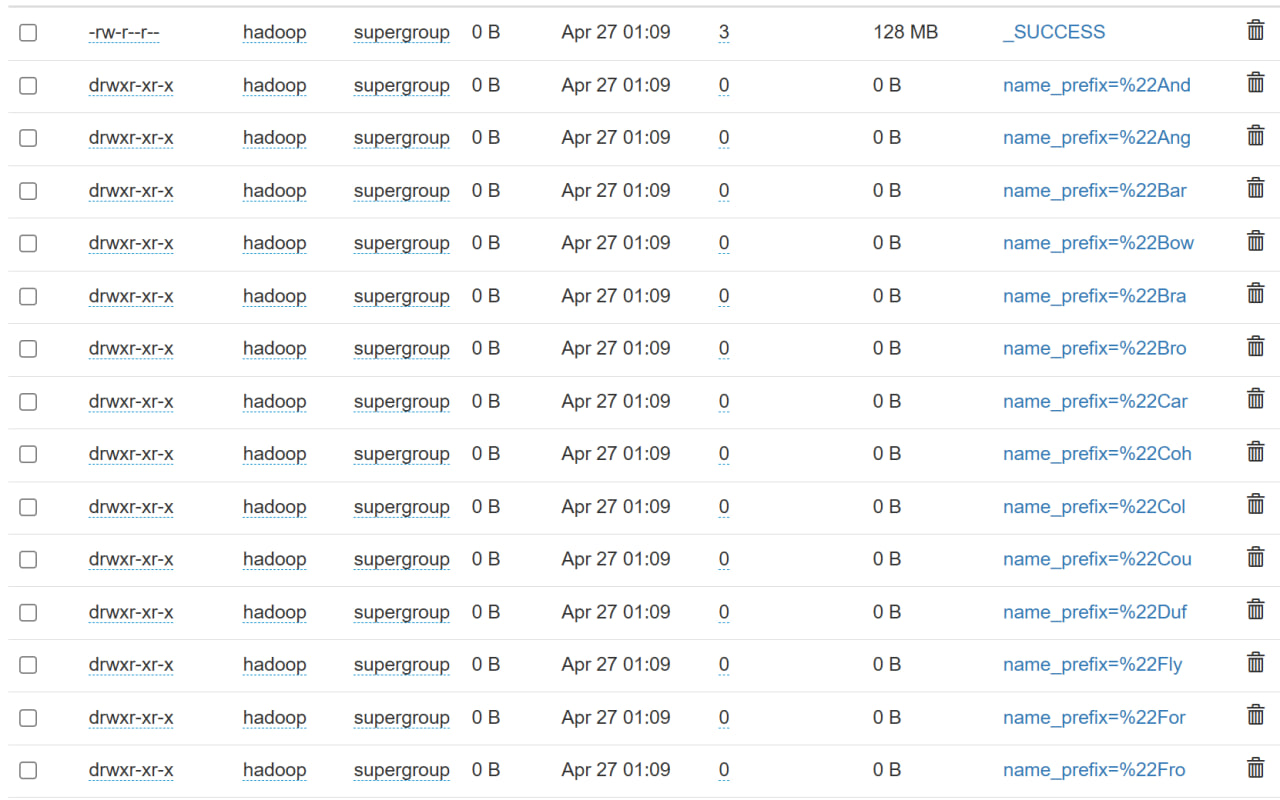 -rw-r--r-- hadoop supergroup 0 B Apr 27 01:09 3 128 MB _SUCCESS
drwxr-xr-x hadoop supergroup 0 B Apr 27 01:09 0 0 B name_prefix=%22And
drwxr-xr-x hadoop supergroup 0 B Apr 27 01:09 0 0 B name_prefix=%22Ang
drwxr-xr-x hadoop supergroup 0 B Apr 27 01:09 0 0 B name_prefix=%22Bar
drwxr-xr-x hadoop supergroup 0 B Apr 27 01:09 0 0 B name_prefix=%22Bow
drwxr-xr-x hadoop supergroup 0 B Apr 27 01:09 0 0 B name_prefix=%22Bra
drwxr-xr-x hadoop supergroup 0 B Apr 27 01:09 0 0 B name_prefix=%22Bro
drwxr-xr-x hadoop supergroup 0 B Apr 27 01:09 0 0 B name_prefix=%22Car
drwxr-xr-x hadoop supergroup 0 B Apr 27 01:09 0 0 B name_prefix=%22Coh
drwxr-xr-x hadoop supergroup 0 B Apr 27 01:09 0 0 B name_prefix=%22Col
drwxr-xr-x hadoop supergroup 0 B Apr 27 01:09 0 0 B name_prefix=%22Cou
drwxr-xr-x hadoop supergroup 0 B Apr 27 01:09 0 0 B name_prefix=%22Duf
drwxr-xr-x hadoop supergroup 0 B Apr 27 01:09 0 0 B name_prefix=%22Fly
drwxr-xr-x hadoop supergroup 0 B Apr 27 01:09 0 0 B name_prefix=%22For
drwxr-xr-x hadoop supergroup 0 B Apr 27 01:09 0 0 B name_prefix=%22Fro